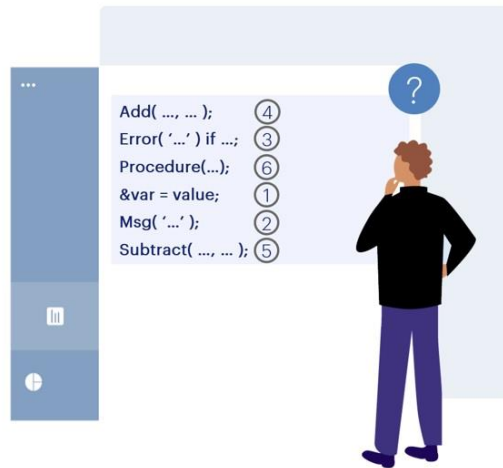 ?
Add( ..., ... ); 4
Error( ‘...’ ) if ...; 3
Procedure(...); 6
&var = value; 1
Msg( ‘...’ ); 2
Subtract( ..., ... ); 5